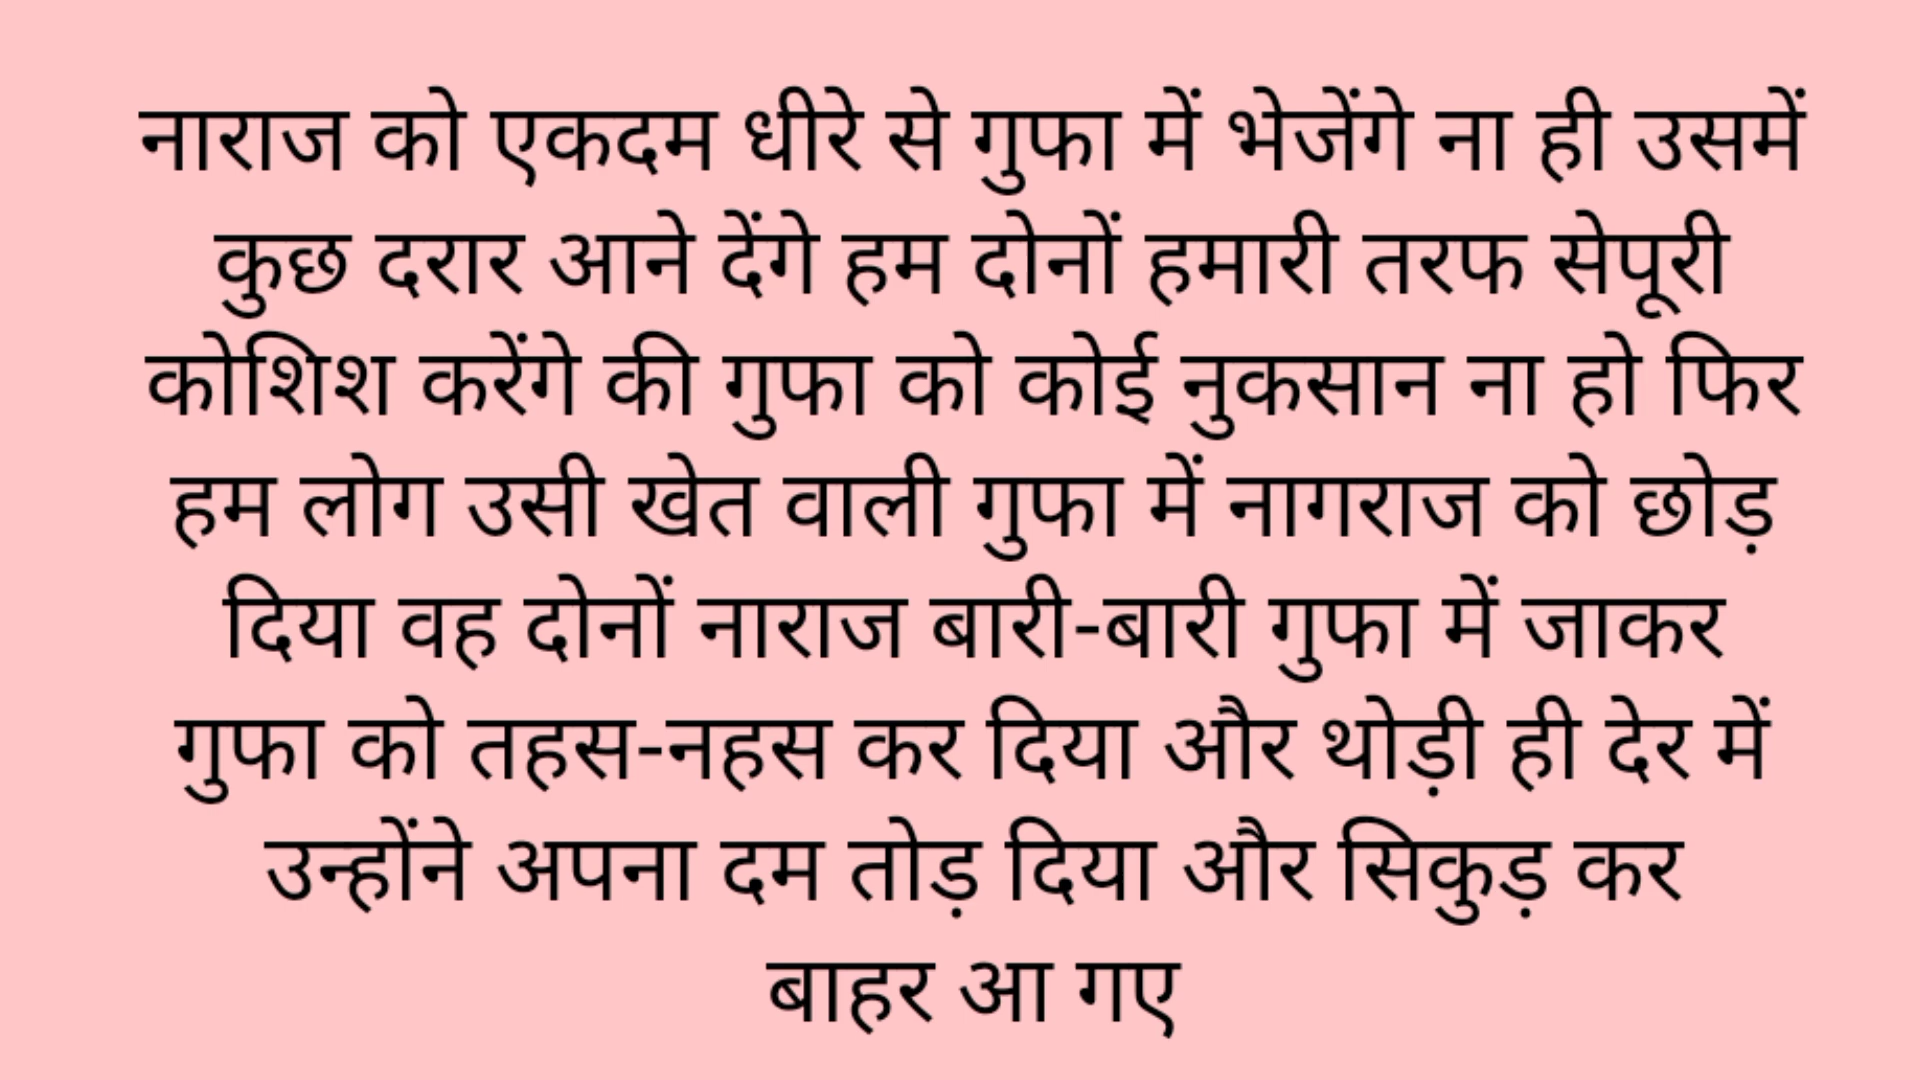 नाराज को एकदम धीरे से गुफा में भेजेंगे ना ही उसमें
कुछ दरार आने देंगे हम दोनों हमारी तरफ सेपूरी
कोशिश करेंगे की गुफा को कोई नुकसान ना हो फिर
हम लोग उसी खेत वाली गुफा में नागराज को छोड़
दिया वह दोनों नाराज बारी-बारी गुफा में जाकर
गुफा को तहस-नहस कर दिया और थोड़ी ही देर में
उन्होंने अपना दम तोड़ दिया और सिकुड़ कर
बाहर आ गए